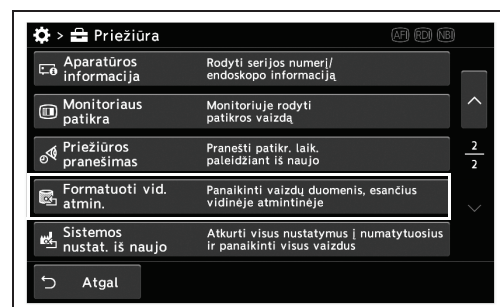 > Priežiūra
AFI RDI NBI
Aparatūros
informacija
Rodyti serijos numerį/
endoskopo informaciją
Monitoriaus
patikra
Monitoriuje rodyti
patikros vaizdą
Priežiūros
pranešimas
Pranešti patikr. laik.
paleidžiant iš naujo
2
2
Formatuoti vid.
atmin.
Panaikinti vaizdų duomenis, esančius
vidinėje atmintinėje
Sistemos
nustat. iš naujo
Atkurti visus nustatymus į numatytuosius
ir panaikinti visus vaizdus
Atgal